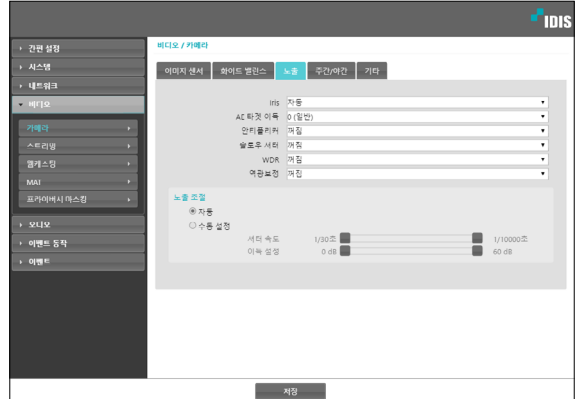 IDIS
간편 설정
시스템
네트워크
비디오
카메라
스트리밍
웹캐스팅
MAI
프라이버시 마스킹
오디오
이벤트 동작
이벤트
비디오 / 카메라
이미지 센서 화이트 밸런스 노출 주간/야간 기타
Iris 자동
AE 타겟 이득 0 (일반)
안티플리커 꺼짐
슬로우 셔터 꺼짐
WDR 꺼짐
역광보정 꺼짐
노출 조절
자동
수동 설정
셔터 속도 1/30초 1/10000초
이득 설정 0 dB 60 dB
저장